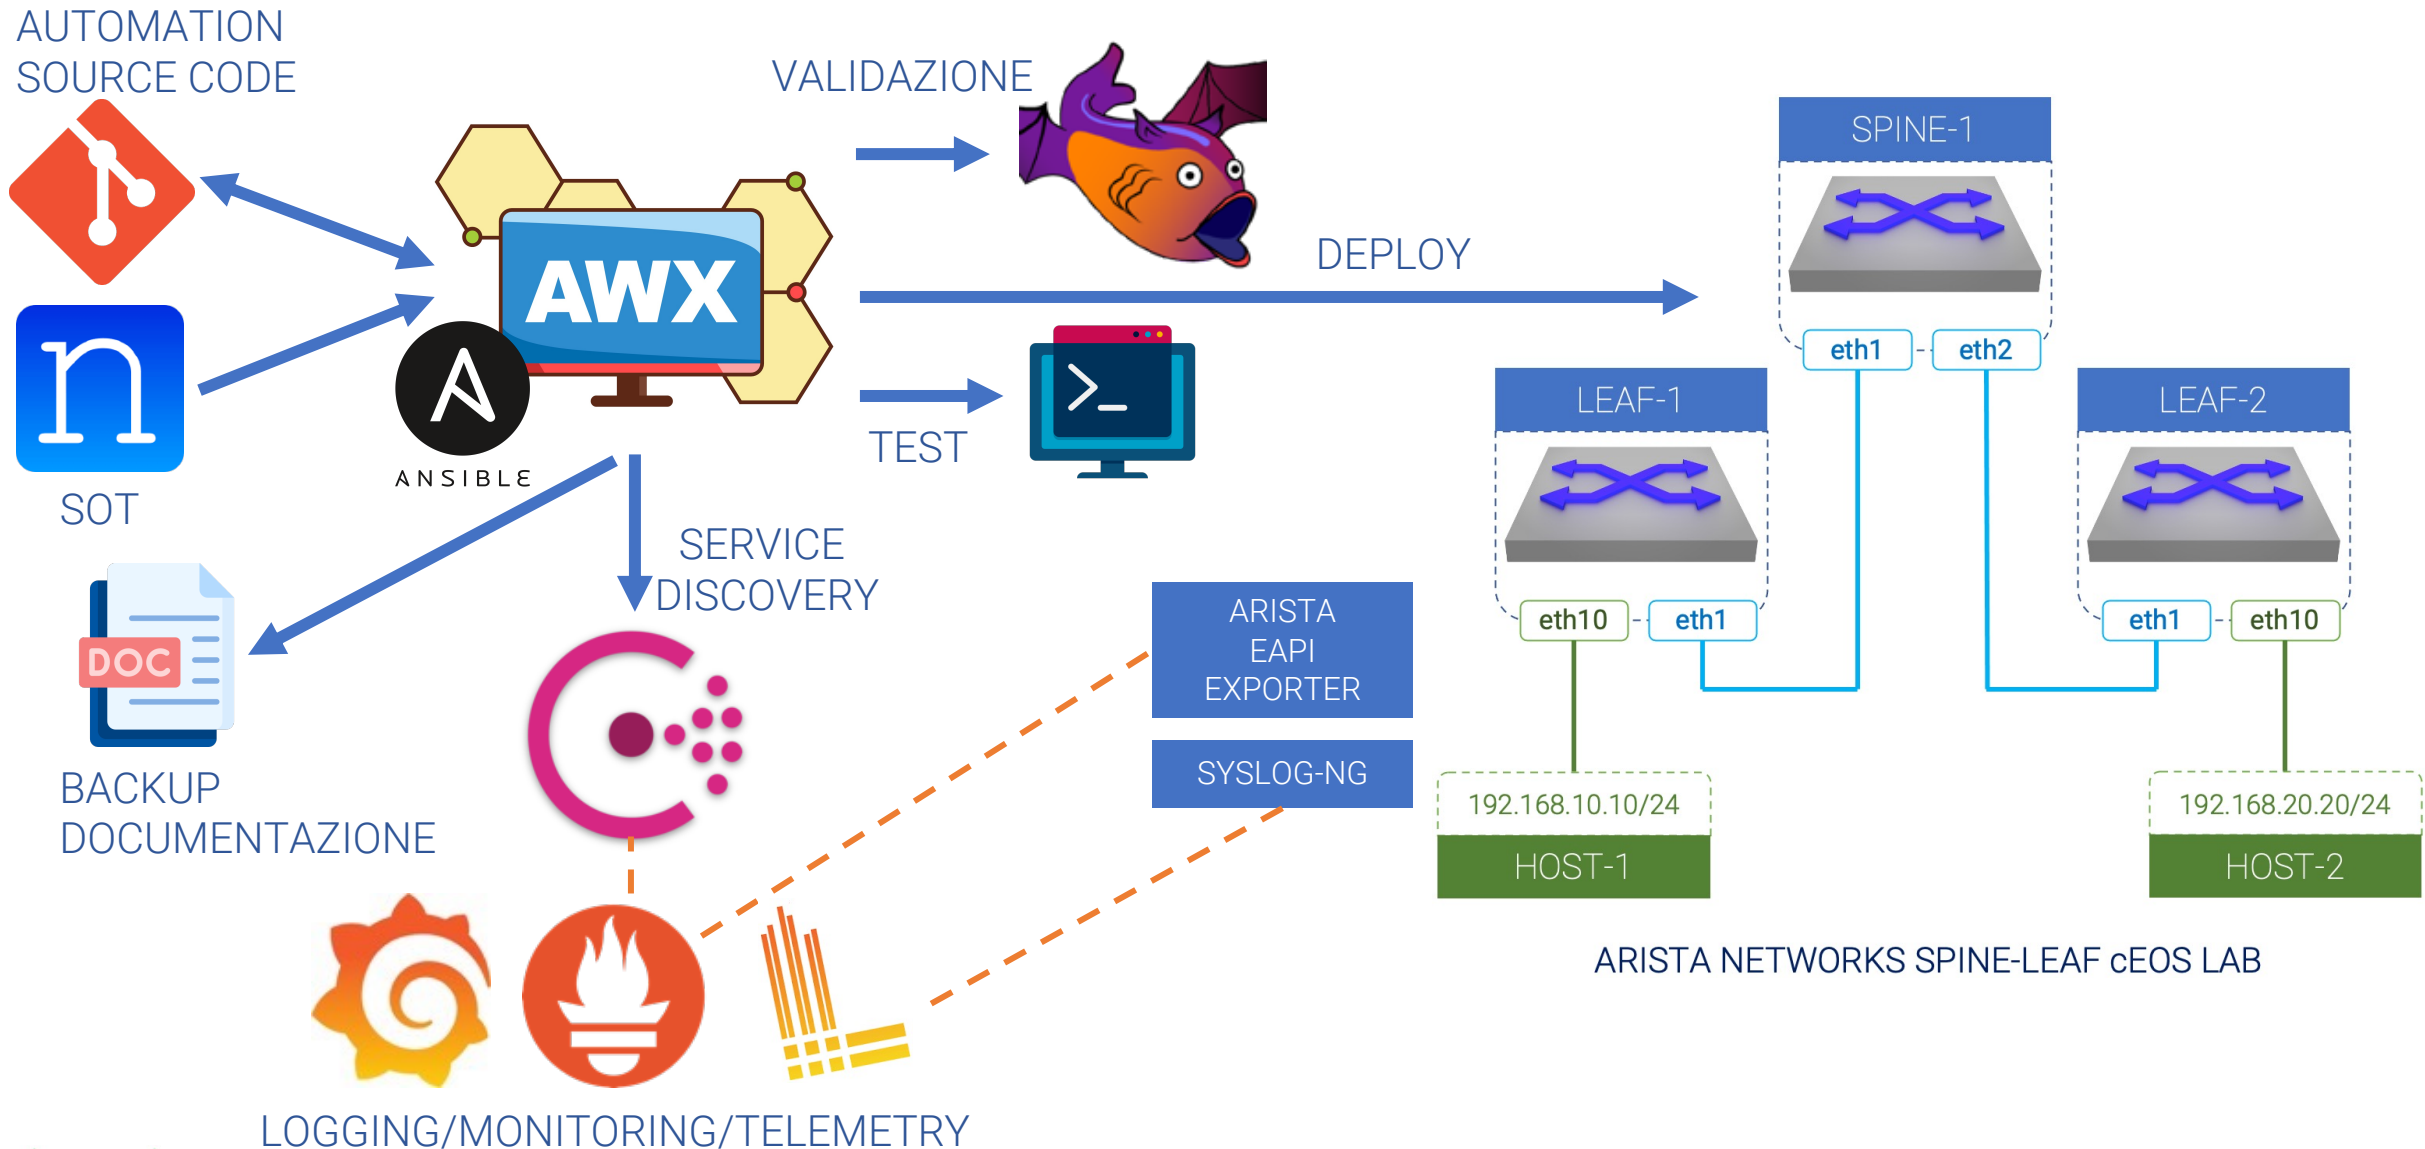 AUTOMATION
SOURCE CODE
VALIDAZIONE
AWX
ANSIBLE
n
SOT
DEPLOY
>_
TEST
SERVICE
DISCOVERY
DOC
BACKUP
DOCUMENTAZIONE
ARISTA
EAPI
EXPORTER
SYSLOG-NG
LOGGING/MONITORING/TELEMETRY
SPINE-1
eth1
eth2
LEAF-1
eth10
eth1
LEAF-2
eth1
eth10
192.168.10.10/24
HOST-1
192.168.20.20/24
HOST-2
ARISTA NETWORKS SPINE-LEAF cEOS LAB